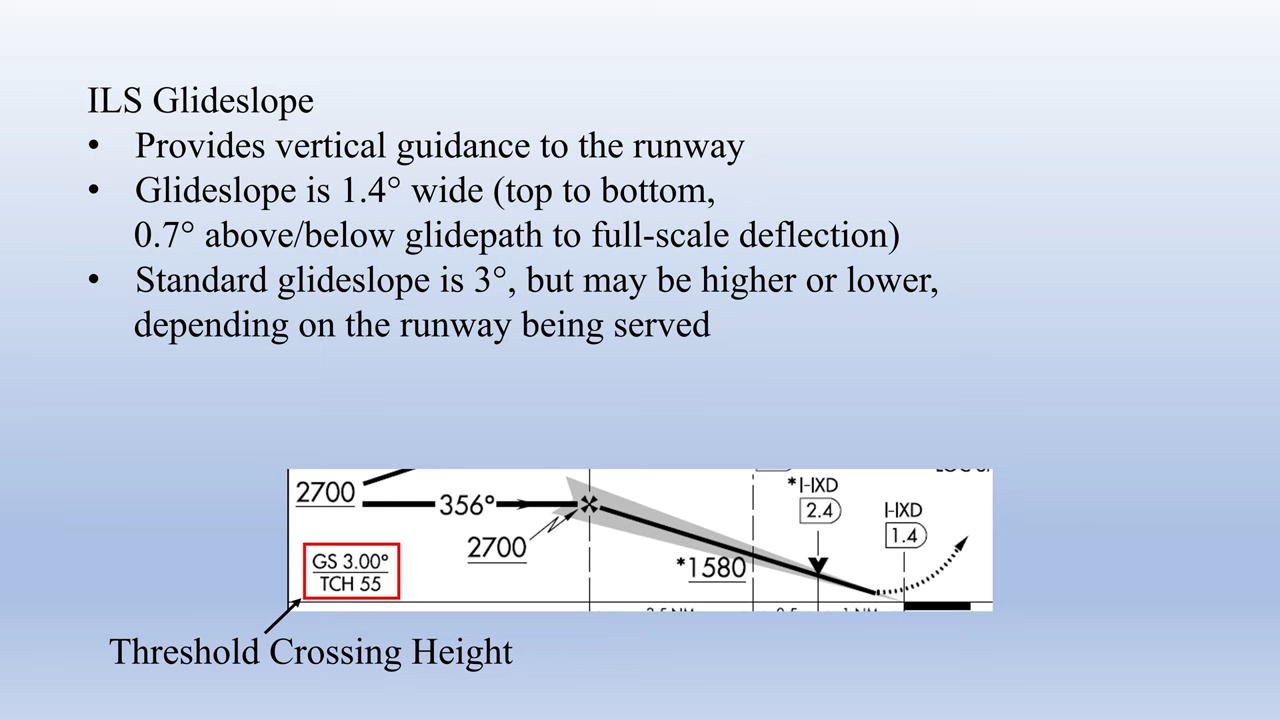 ILS Glideslope
• Provides vertical guidance to the runway
• Glideslope is 1.4° wide (top to bottom,
0.7° above/below glidepath to full-scale deflection)
• Standard glideslope is 3°, but may be higher or lower,
depending on the runway being served
2700
356°
2700
*1580
*I-IXD
2.4
I-IXD
1.4
GS 3.00°
TCH 55
Threshold Crossing Height